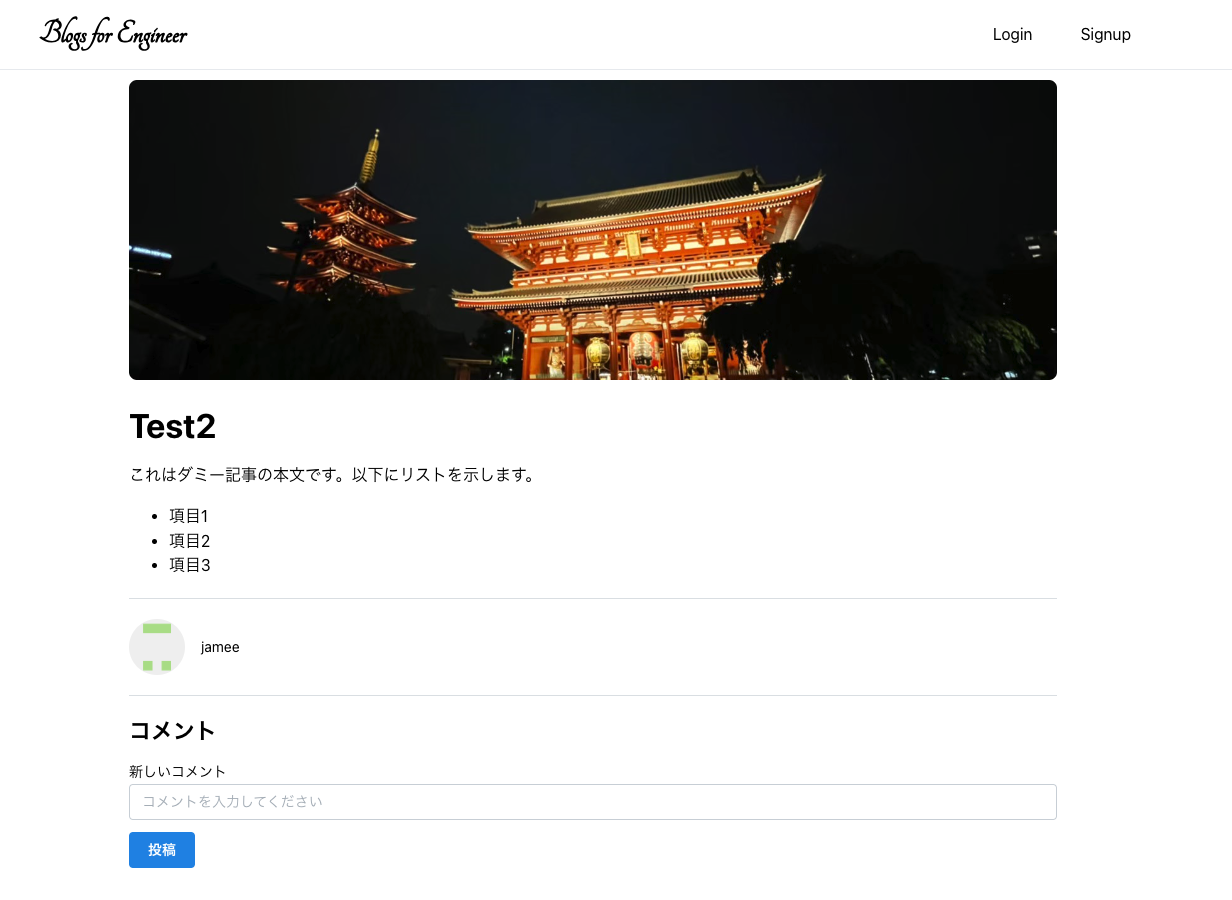 Blogs for Engineer
Login
Signup
Test2
これはダミー記事の本文です。以下にリストを示します。
• 項目1
• 項目2
• 項目3
jamee
コメント
新しいコメント
コメントを入力してください
投稿